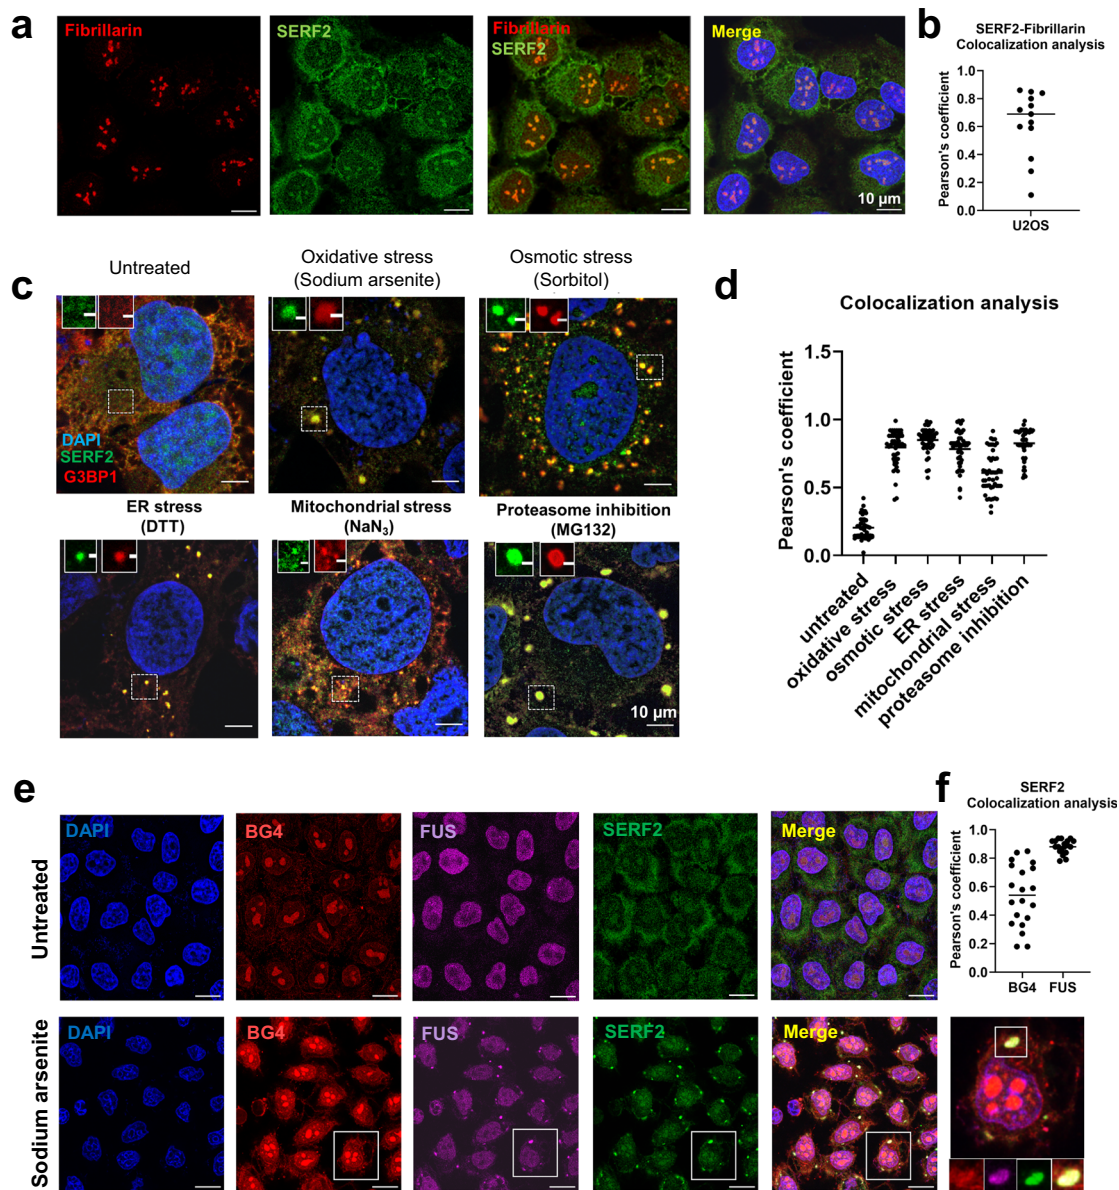 a
Fibrillarin
SERF2
Fibrillarin
SERF2
Merge
10 µm
b
SERF2-Fibrillarin
Colocalization analysis
Pearson's coefficient
1.0
0.8
0.6
0.4
0.2
0.0
U2OS
c
Untreated
Oxidative stress
(Sodium arsenite)
Osmotic stress
(Sorbitol)
DAPI
SERF2
G3BP1
ER stress
(DTT)
Mitochondrial stress
(NaN₃)
Proteasome inhibition
(MG132)
10 µm
d
Colocalization analysis
Pearson's coefficient
1.5
1.0
0.5
0.0
untreated
oxidative stress
osmotic stress
ER stress
mitochondrial stress
proteasome inhibition
e
Untreated
DAPI
BG4
FUS
SERF2
Merge
Sodium arsenite
DAPI
BG4
FUS
SERF2
Merge
f
SERF2
Colocalization analysis
Pearson's coefficient
1.0
0.8
0.6
0.4
0.2
0.0
BG4
FUS